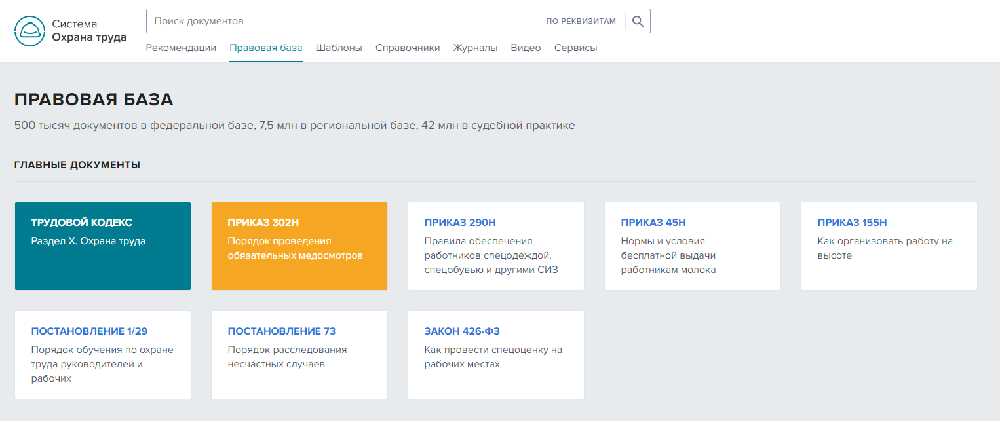 Система
Охрана труда
Поиск документов
ПО РЕКВИЗИТАМ
Рекомендации Правовая база Шаблоны Справочники Журналы Видео Сервисы
ПРАВОВАЯ БАЗА
500 тысяч документов в федеральной базе, 7,5 млн в региональной базе, 42 млн в судебной практике
ГЛАВНЫЕ ДОКУМЕНТЫ
ТРУДОВОЙ КОДЕКС
Раздел X. Охрана труда
ПРИКАЗ 302Н
Порядок проведения
обязательных медосмотров
ПРИКАЗ 290Н
Правила обеспечения
работников спецодеждой,
спецобувью и другими СИЗ
ПРИКАЗ 45Н
Нормы и условия
бесплатной выдачи
работникам молока
ПРИКАЗ 155Н
Как организовать работу на
высоте
ПОСТАНОВЛЕНИЕ 1/29
Порядок обучения по охране
труда руководителей и
рабочих
ПОСТАНОВЛЕНИЕ 73
Порядок расследования
несчастных случаев
ЗАКОН 426-ФЗ
Как провести спецоценку на
рабочих местах